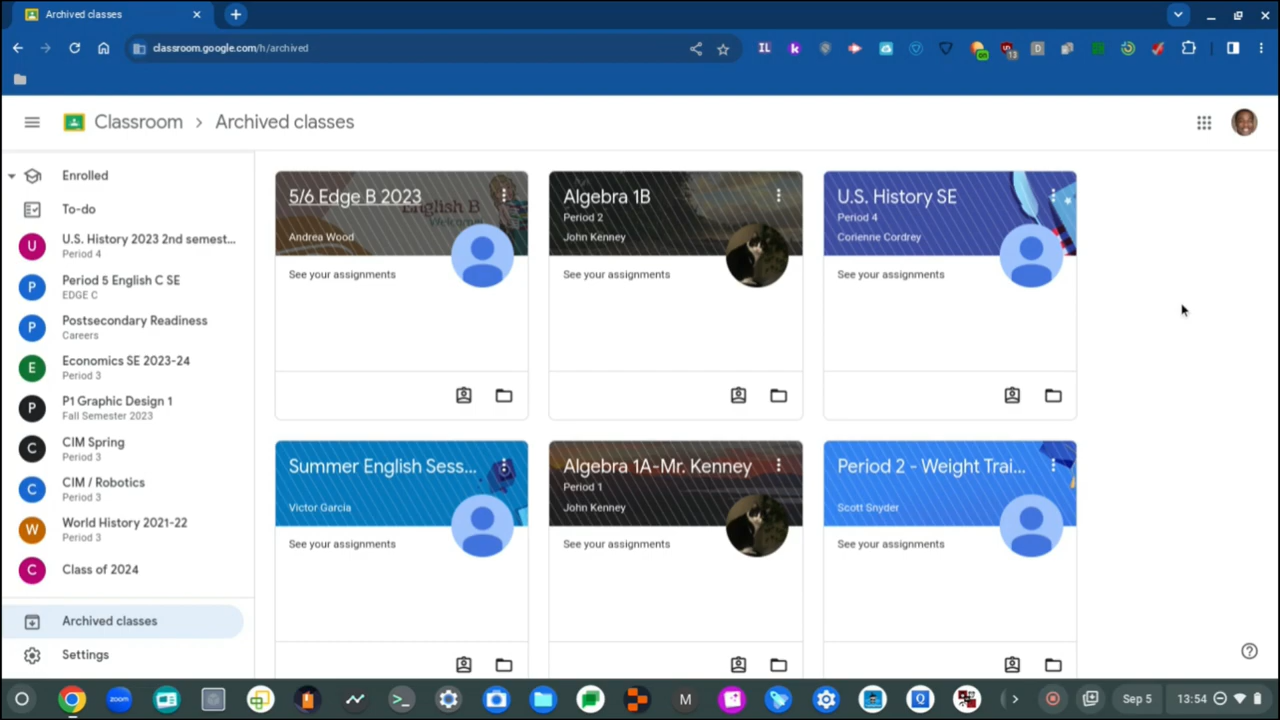 Archived classes
classroom.google.com/h/archived
Classroom > Archived classes
Enrolled
To-do
U
U.S. History 2023 2nd semest...
Period 4
P
Period 5 English C SE
EDGE C
P
Postsecondary Readiness
Careers
E
Economics SE 2023-24
Period 3
P
P1 Graphic Design 1
Fall Semester 2023
C
CIM Spring
Period 3
C
CIM / Robotics
Period 3
W
World History 2021-22
Period 3
C
Class of 2024
Archived classes
Settings
5/6 Edge B 2023
English B
Welcome
Andrea Wood
See your assignments
Algebra 1B
Period 2
John Kenney
See your assignments
U.S. History SE
Period 4
Corienne Cordrey
See your assignments
Summer English Sess...
Victor Garcia
See your assignments
Algebra 1A-Mr. Kenney
Period 1
John Kenney
See your assignments
Period 2 - Weight Trai...
Scott Snyder
See your assignments
IL
k
on
13
D
zoom
M
Q
Sep 5
13:54